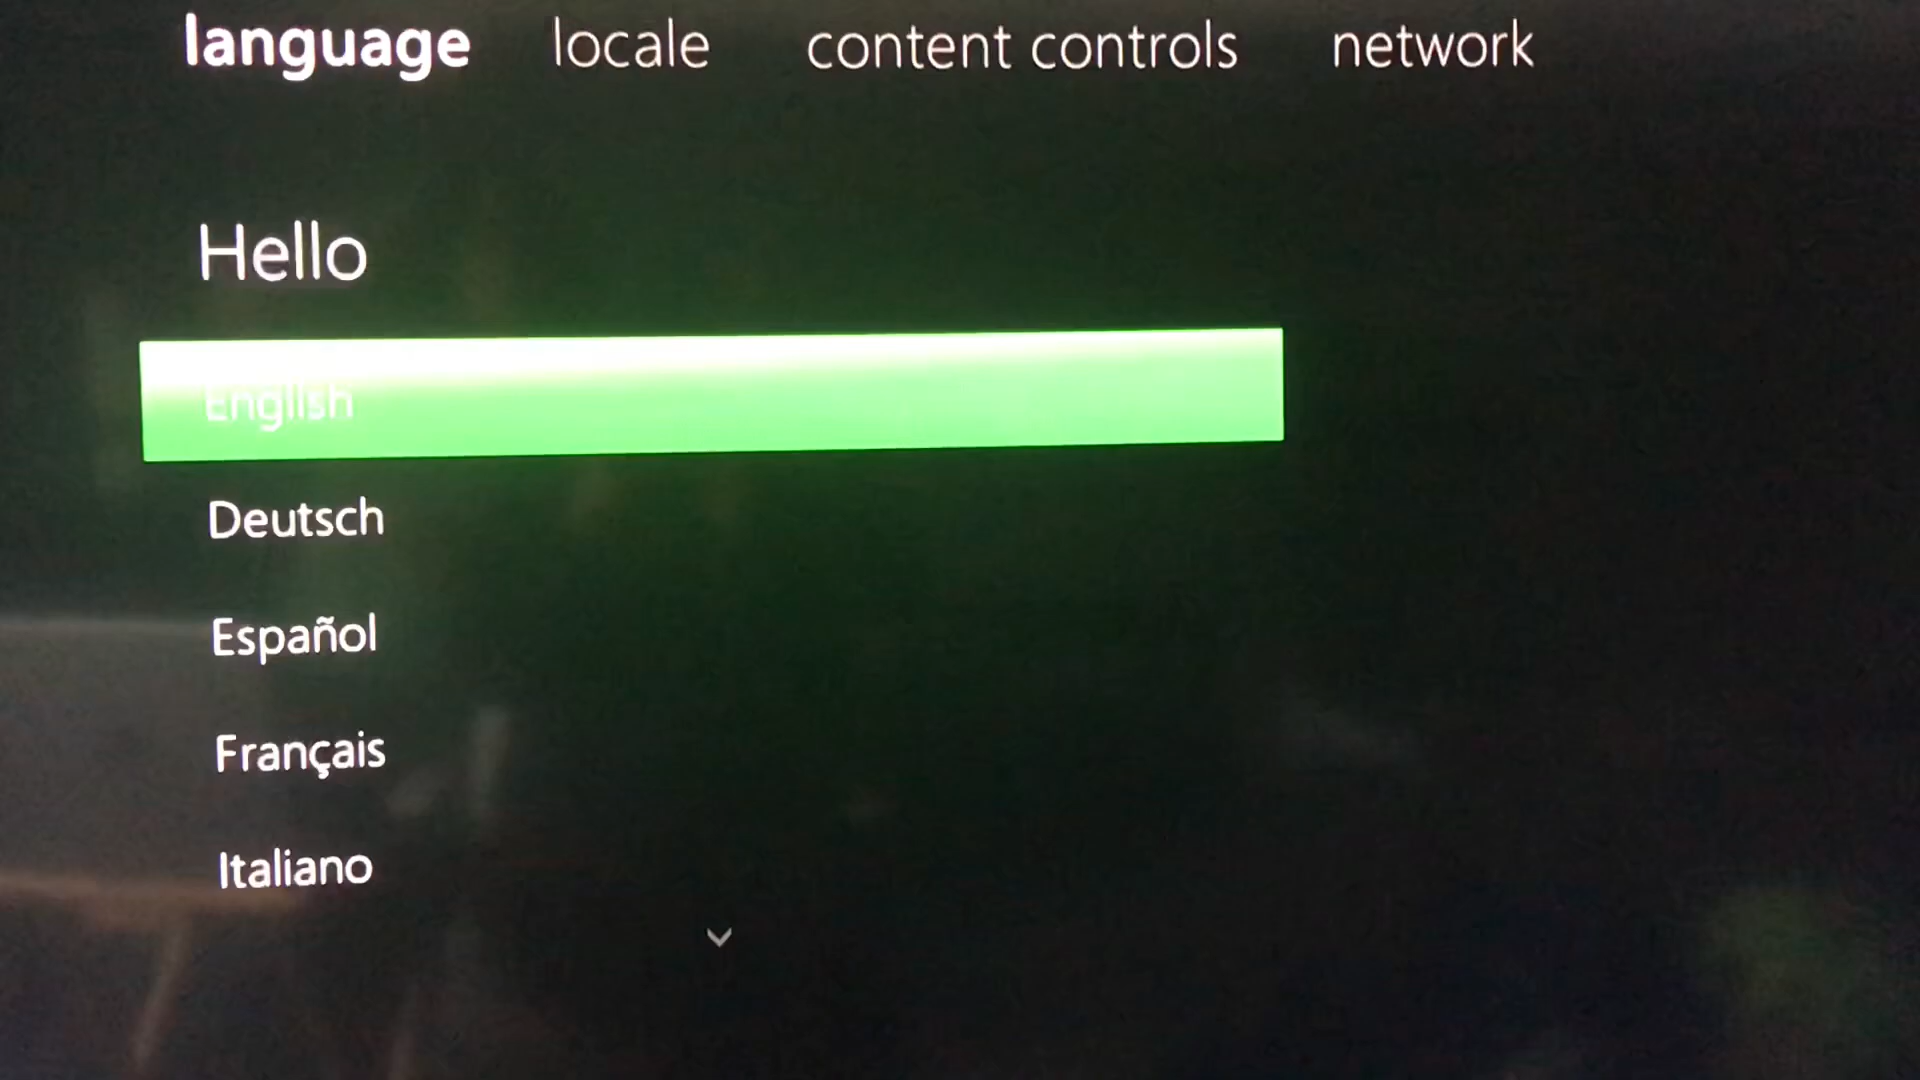 language locale content controls network
Hello
English
Deutsch
Español
Français
Italiano